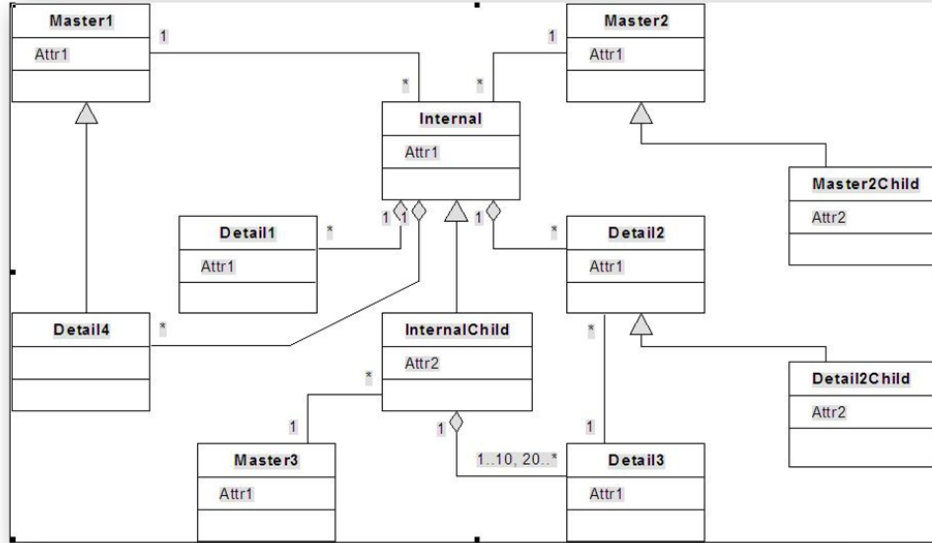 Master1
Attr1
1
*
Master2
Attr1
1
*
Internal
Attr1
Master2Child
Attr2
1
1
1
Detail1
Attr1
*
Detail2
Attr1
*
Detail4
*
InternalChild
Attr2
*
1
*
1
Detail2Child
Attr2
1
1..10, 20..*
Master3
Attr1
Detail3
Attr1